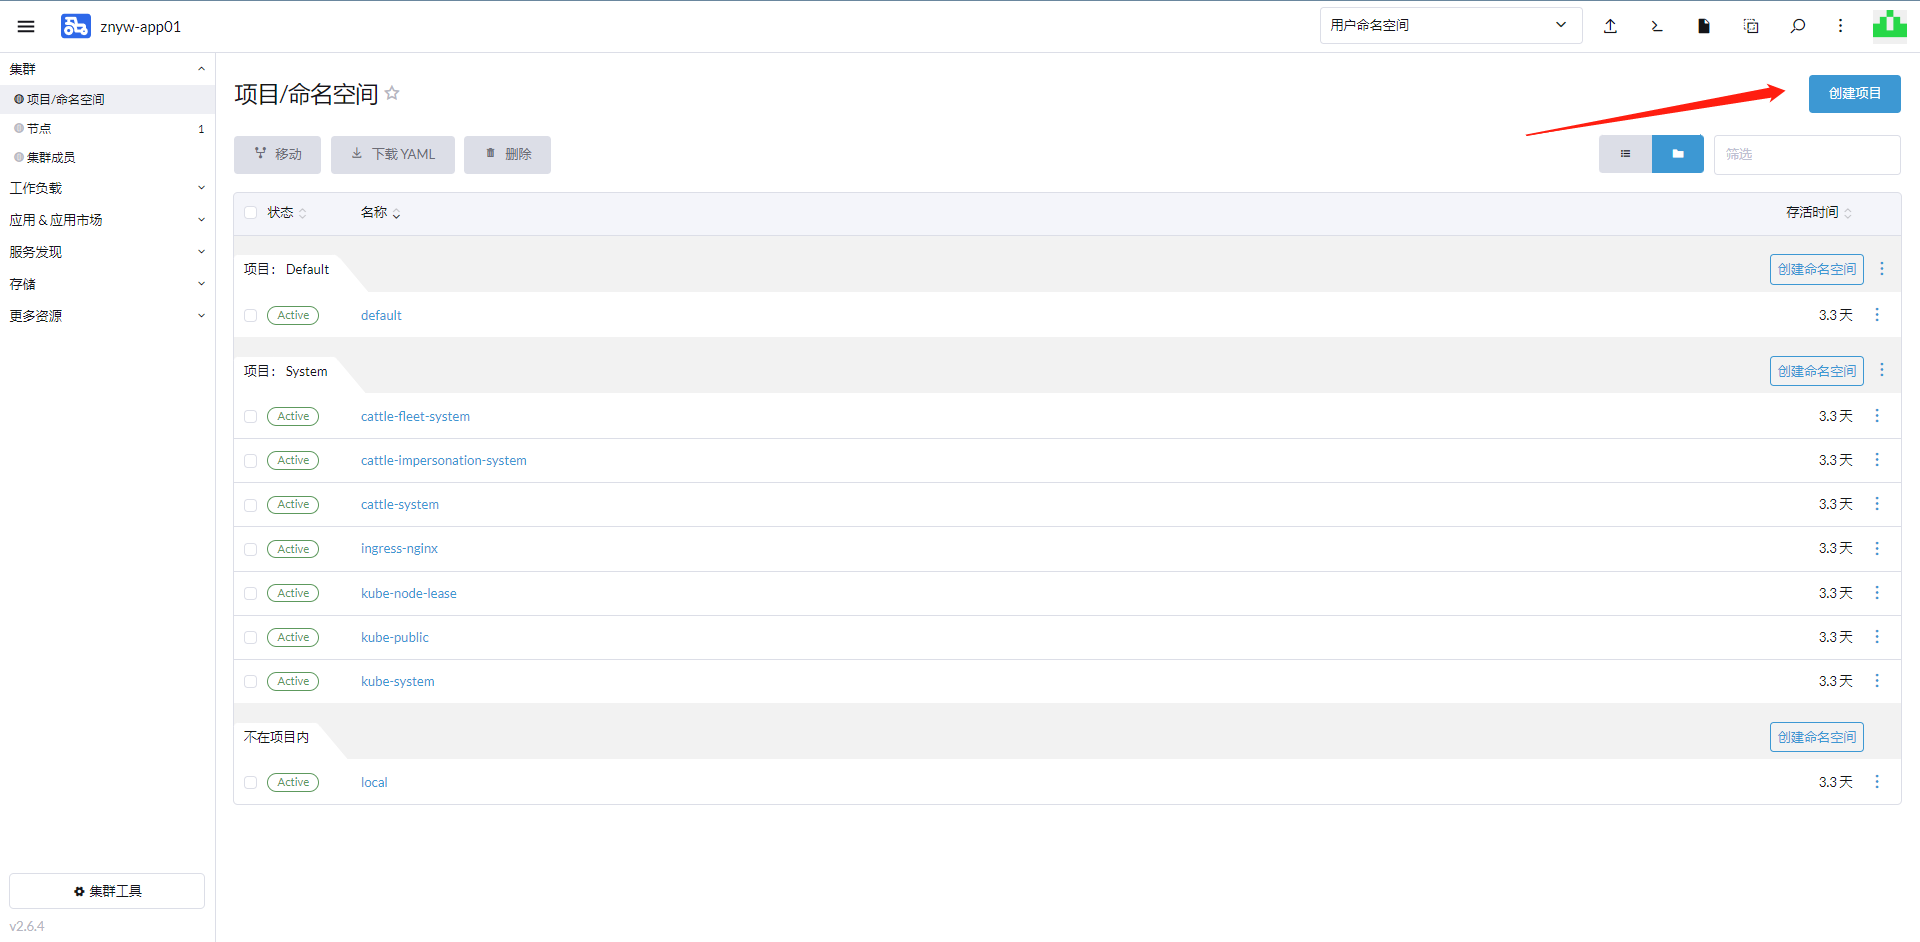 znyw-app01
用户命名空间
集群
项目/命名空间
节点 1
集群成员
工作负载
应用 & 应用市场
服务发现
存储
更多资源
集群工具
v2.6.4
项目/命名空间
创建项目
移动 下载 YAML 删除
筛选
状态 名称 存活时间
项目： Default 创建命名空间
Active default 3.3 天
项目： System 创建命名空间
Active cattle-fleet-system 3.3 天
Active cattle-impersonation-system 3.3 天
Active cattle-system 3.3 天
Active ingress-nginx 3.3 天
Active kube-node-lease 3.3 天
Active kube-public 3.3 天
Active kube-system 3.3 天
不在项目内 创建命名空间
Active local 3.3 天